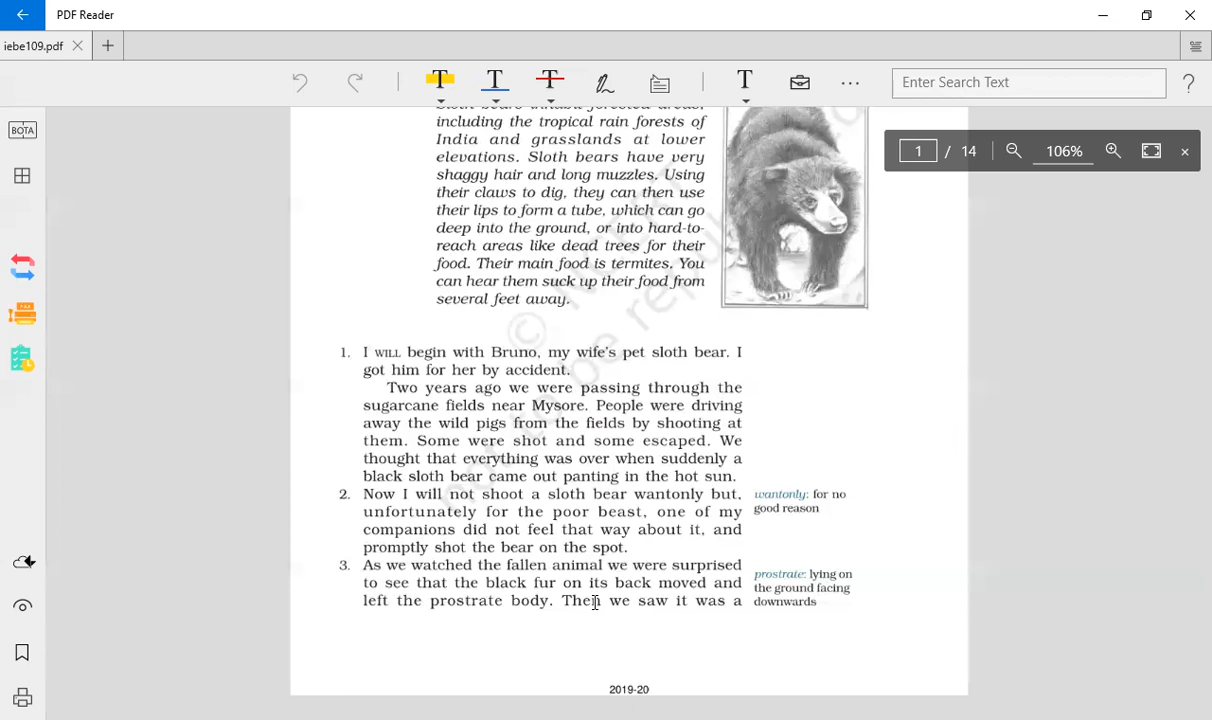 PDF Reader
iebe109.pdf
Enter Search Text
BOTA
1 / 14 106%
Sloth bears inhabit forested areas,
including the tropical rain forests of
India and grasslands at lower
elevations. Sloth bears have very
shaggy hair and long muzzles. Using
their claws to dig, they can then use
their lips to form a tube, which can go
deep into the ground, or into hard-to-
reach areas like dead trees for their
food. Their main food is termites. You
can hear them suck up their food from
several feet away.
1. I WILL begin with Bruno, my wife's pet sloth bear. I
got him for her by accident.
Two years ago we were passing through the
sugarcane fields near Mysore. People were driving
away the wild pigs from the fields by shooting at
them. Some were shot and some escaped. We
thought that everything was over when suddenly a
black sloth bear came out panting in the hot sun.
2. Now I will not shoot a sloth bear wantonly but,
unfortunately for the poor beast, one of my
companions did not feel that way about it, and
promptly shot the bear on the spot.
wantonly: for no
good reason
3. As we watched the fallen animal we were surprised
to see that the black fur on its back moved and
left the prostrate body. Then we saw it was a
prostrate: lying on
the ground facing
downwards
not to be republ
2019-20